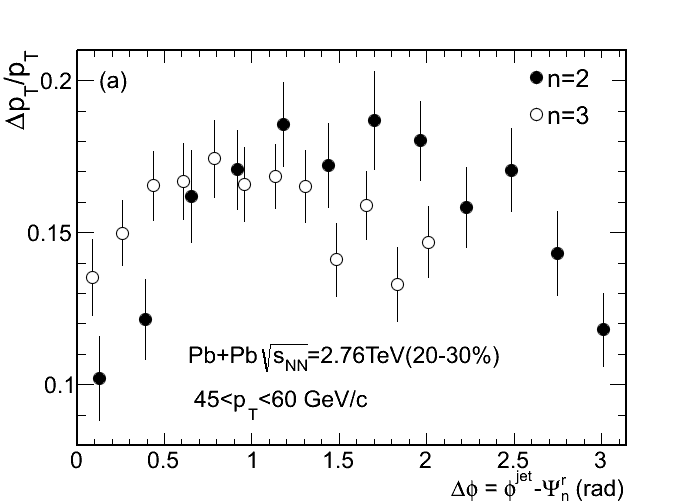 Δp_T/p_T
(a)
n=2
n=3
0.2
0.15
0.1
Pb+Pb √s_NN=2.76TeV(20-30%)
45<p_T<60 GeV/c
0 0.5 1 1.5 2 2.5 3
Δϕ = ϕ^jet-Ψ^r_n (rad)